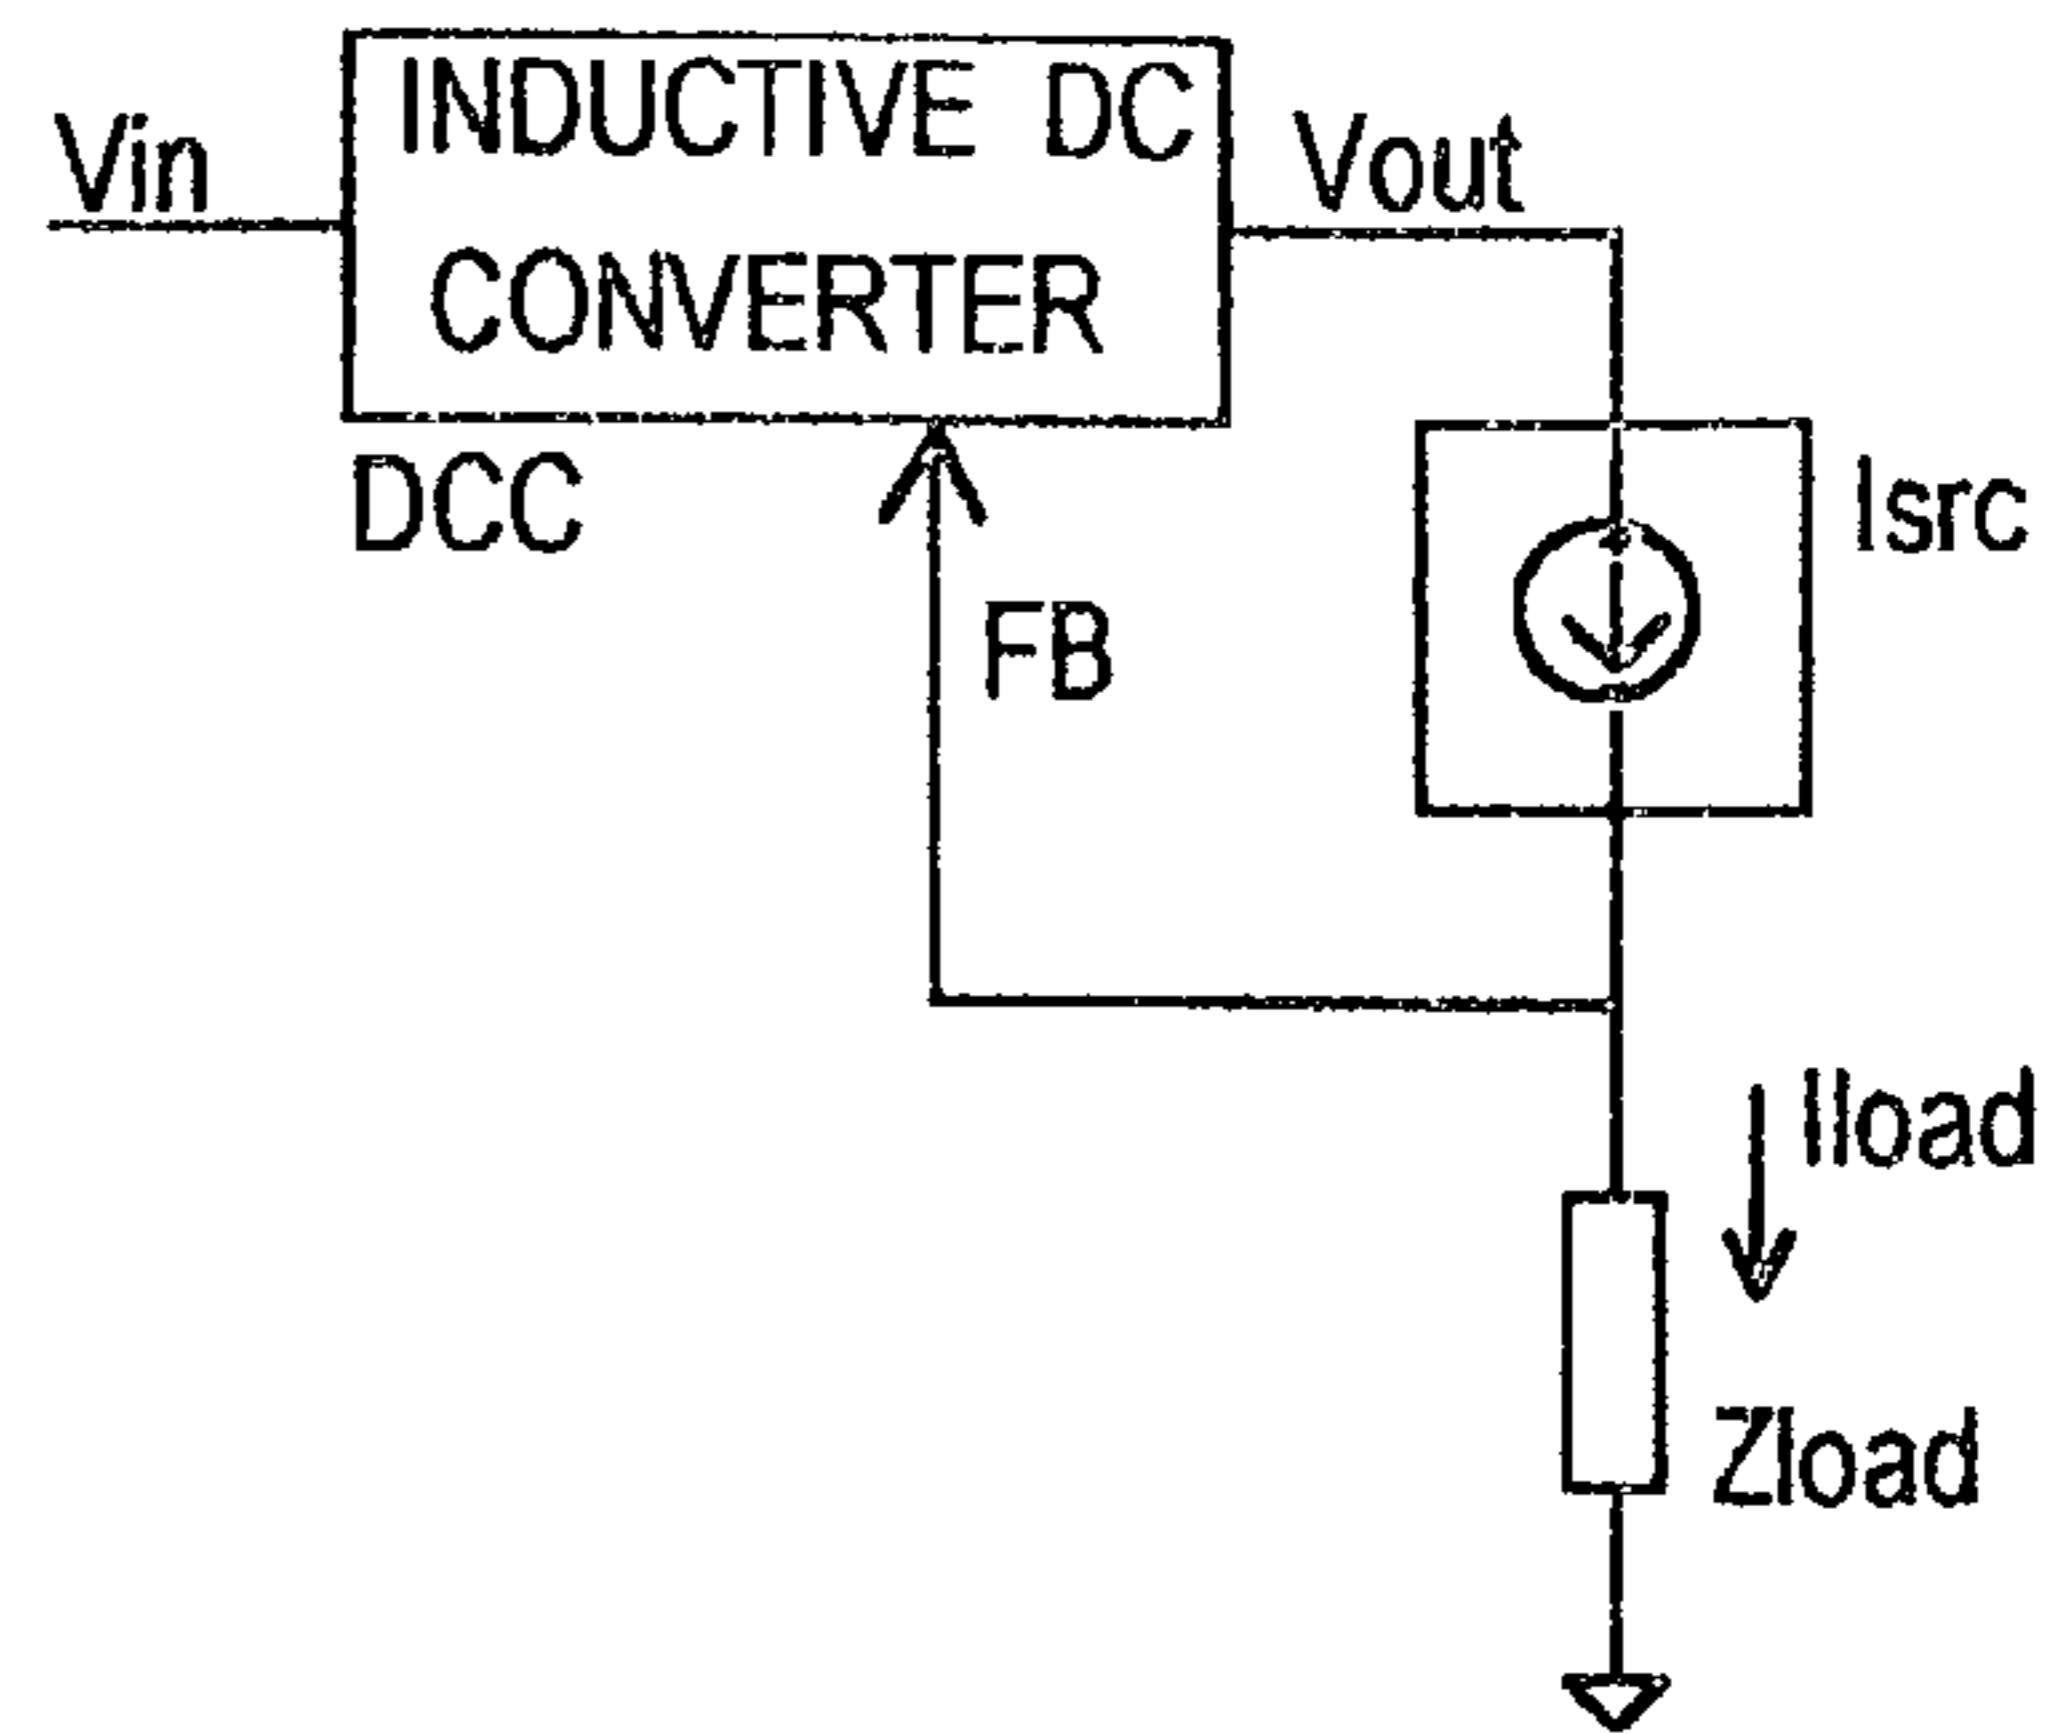 Vin
INDUCTIVE DC
CONVERTER
Vout
DCC
Isrc
FB
Iload
Zload